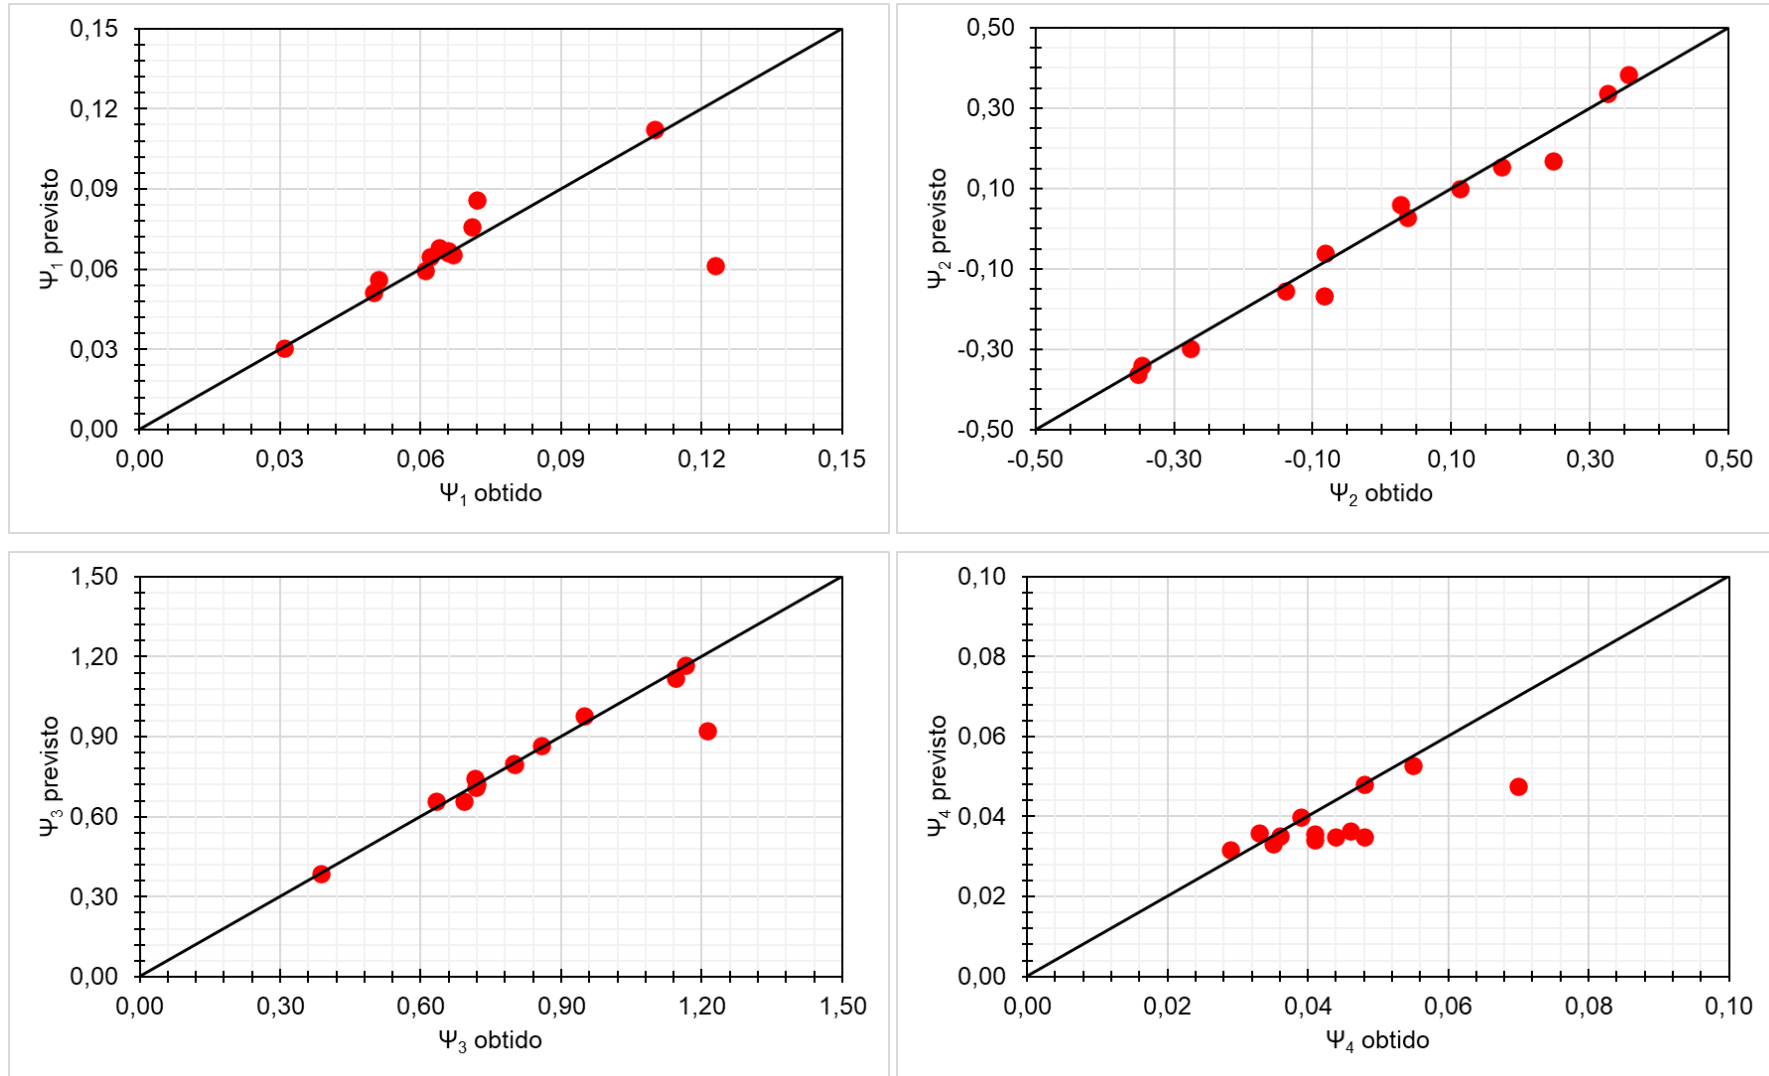 0,15
0,12
0,09
0,06
0,03
0,00
Ψ1 previsto
0,00 0,03 0,06 0,09 0,12 0,15
Ψ1 obtido
0,50
0,30
0,10
-0,10
-0,30
-0,50
Ψ2 previsto
-0,50 -0,30 -0,10 0,10 0,30 0,50
Ψ2 obtido
1,50
1,20
0,90
0,60
0,30
0,00
Ψ3 previsto
0,00 0,30 0,60 0,90 1,20 1,50
Ψ3 obtido
0,10
0,08
0,06
0,04
0,02
0,00
Ψ4 previsto
0,00 0,02 0,04 0,06 0,08 0,10
Ψ4 obtido